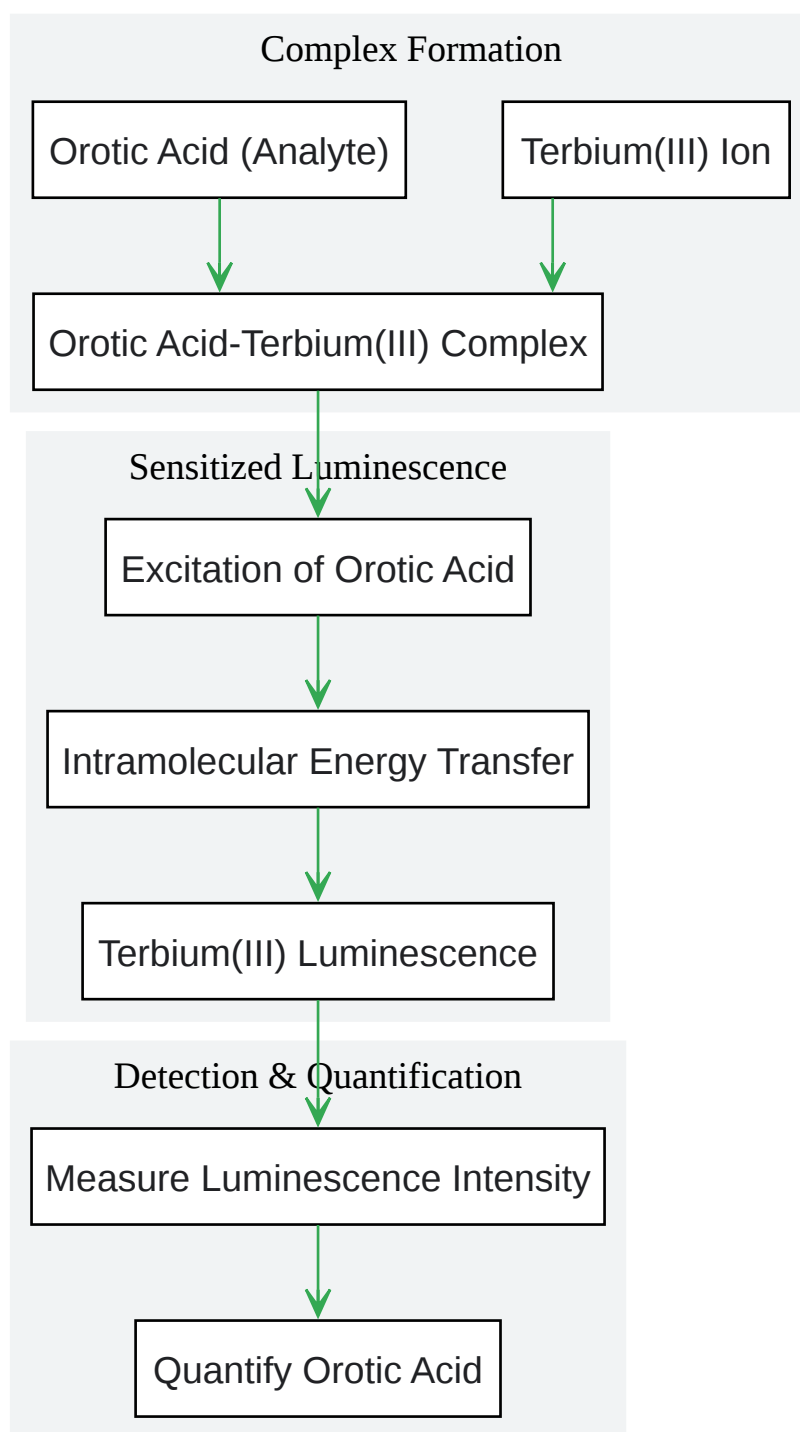 Complex Formation
Orotic Acid (Analyte)
Terbium(III) Ion
Orotic Acid-Terbium(III) Complex
Sensitized Luminescence
Excitation of Orotic Acid
Intramolecular Energy Transfer
Terbium(III) Luminescence
Detection & Quantification
Measure Luminescence Intensity
Quantify Orotic Acid